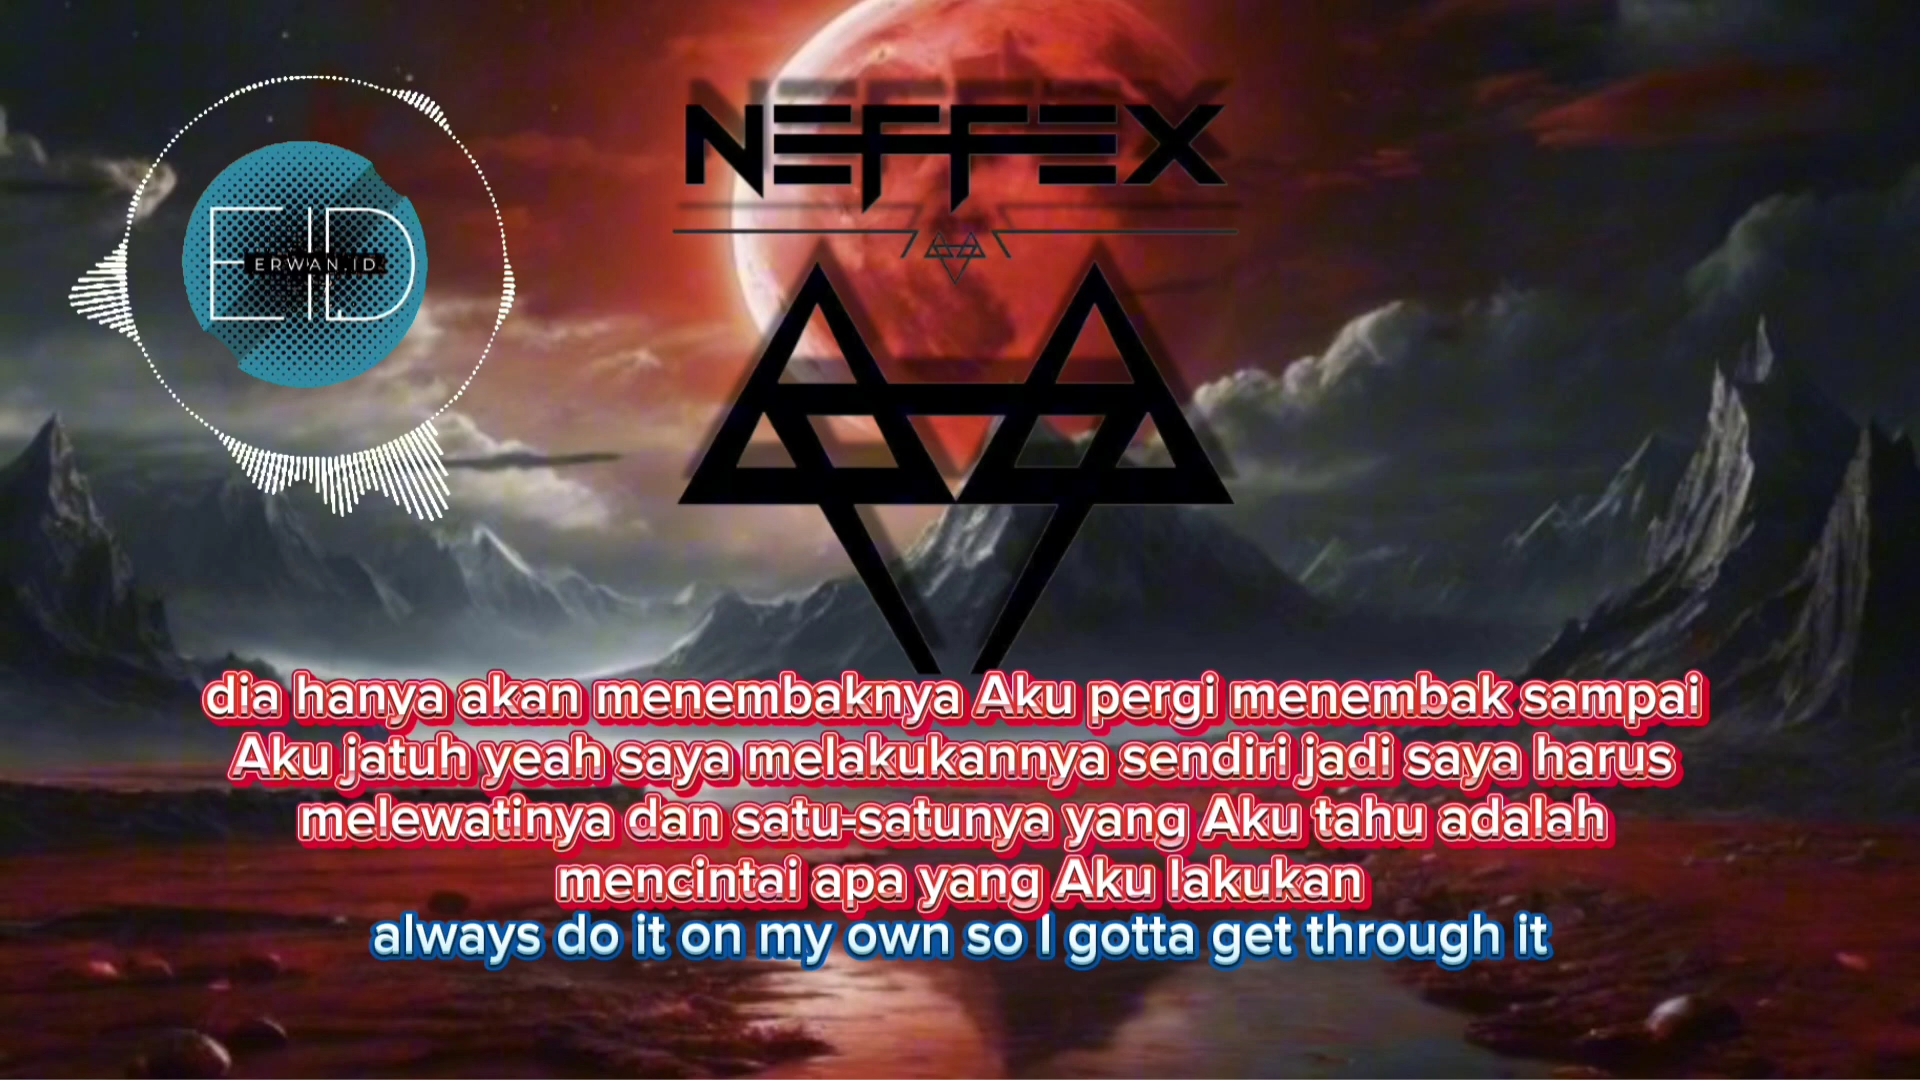 NEFFEX
EID
ERWAN.ID
dia hanya akan menembaknya Aku pergi menembak sampai
Aku jatuh yeah saya melakukannya sendiri jadi saya harus
melewatinya dan satu-satunya yang Aku tahu adalah
mencintai apa yang Aku lakukan
always do it on my own so I gotta get through it